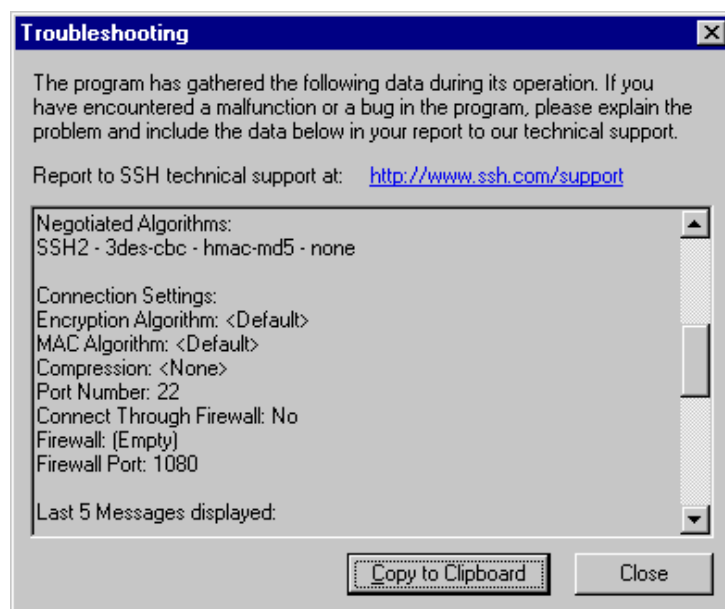 Troubleshooting
The program has gathered the following data during its operation. If you
have encountered a malfunction or a bug in the program, please explain the
problem and include the data below in your report to our technical support.
Report to SSH technical support at: http://www.ssh.com/support
Negotiated Algorithms:
SSH2 - 3des-cbc - hmac-md5 - none
Connection Settings:
Encryption Algorithm: <Default>
MAC Algorithm: <Default>
Compression: <None>
Port Number: 22
Connect Through Firewall: No
Firewall: (Empty)
Firewall Port: 1080
Last 5 Messages displayed:
Copy to Clipboard Close